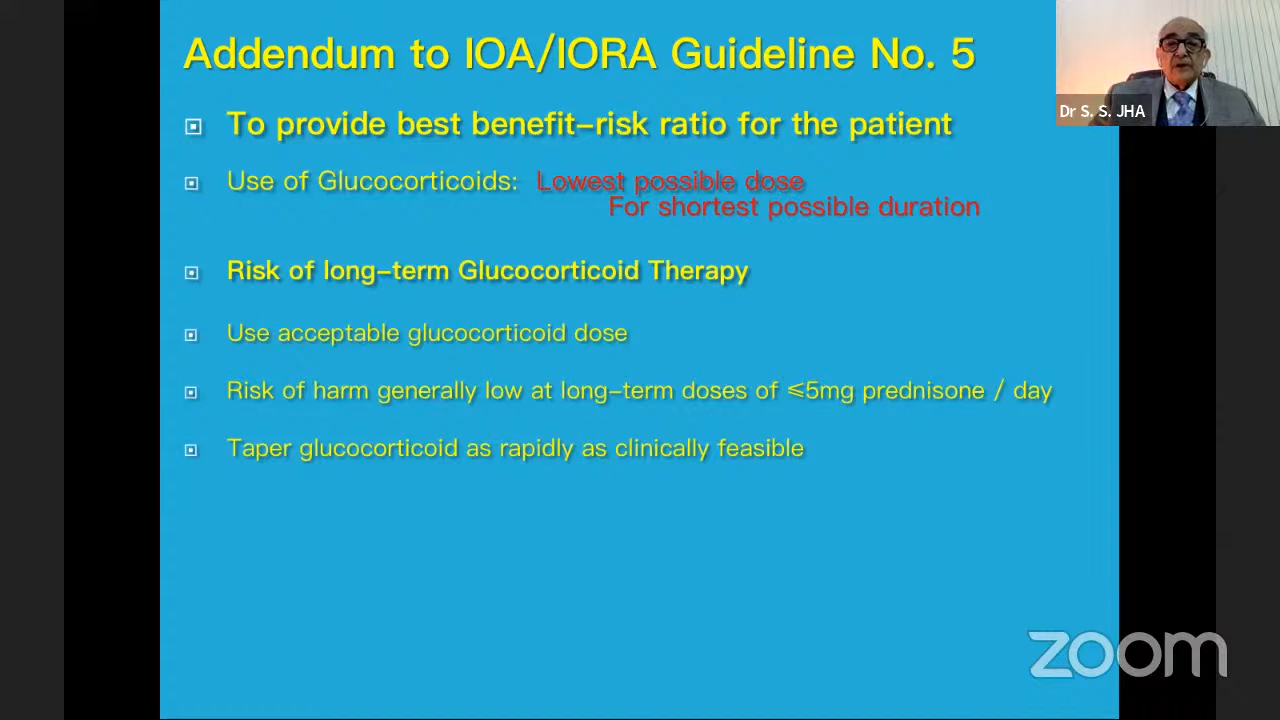 Addendum to IOA/IORA Guideline No. 5
To provide best benefit-risk ratio for the patient
Use of Glucocorticoids: Lowest possible dose
For shortest possible duration
Risk of long-term Glucocorticoid Therapy
Use acceptable glucocorticoid dose
Risk of harm generally low at long-term doses of ≤5mg prednisone / day
Taper glucocorticoid as rapidly as clinically feasible
Dr S. S. JHA
zoom